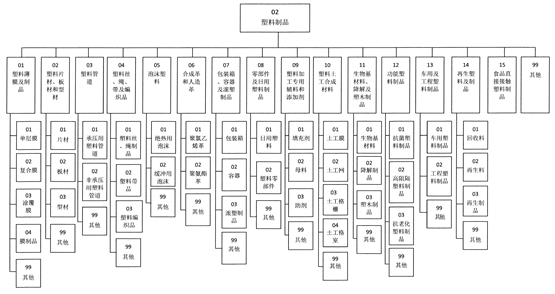 02
塑料制品
01
塑料薄
膜及制
品
02
塑料片
材、板
材和型材
03
塑料管道
04
塑料丝、
绳、
带及编
织品
05
泡沫塑料
06
合成革和人造
革
07
包装箱
、容器
及滚塑
制品
08
零部件
及日用
塑料制
品
09
塑料加
工专用
辅料和
添加剂
10
塑料土
工合成
材料
11
生物基
材料、
降解及
塑木制
品
12
功能塑
料制品
13
车用及
工程塑
料制品
14
再生塑
料及制
品
15
食品直
接接触
塑料制
品
99
其他
01
单层膜
02
复合膜
03
涂覆
膜
04
膜制品
99
其他
01
片材
02
板材
03
型材
99
其他
01
承压用
塑料管
道
02
非承压用
塑料管道
99
其他
01
塑料丝、
绳制品
02
塑料带品
03
塑料编
织品
99
其他
01
绝热用
泡沫
02
缓冲用
泡沫
99
其他
01
聚氯乙
烯革
02
聚氨酯
革
99
其他
01
包装箱
02
容器
03
滚塑制
品
99
其他
01
日用塑
料
02
塑料零
部件
99
其他
01
填充剂
02
母料
03
助剂
99
其他
01
土工膜
02
土工网
03
土工格
栅
04
土工格
室
99
其他
01
生物基
材料
02
降解制
品
03
塑木制
品
99
其他
01
抗菌塑
料制品
02
高阻隔
塑料制
品
03
抗老化
塑料制
品
99
其他
01
车用塑
料制品
02
工程塑
料制品
99
其他
01
回收料
02
再生料
03
再生制
品
99
其他